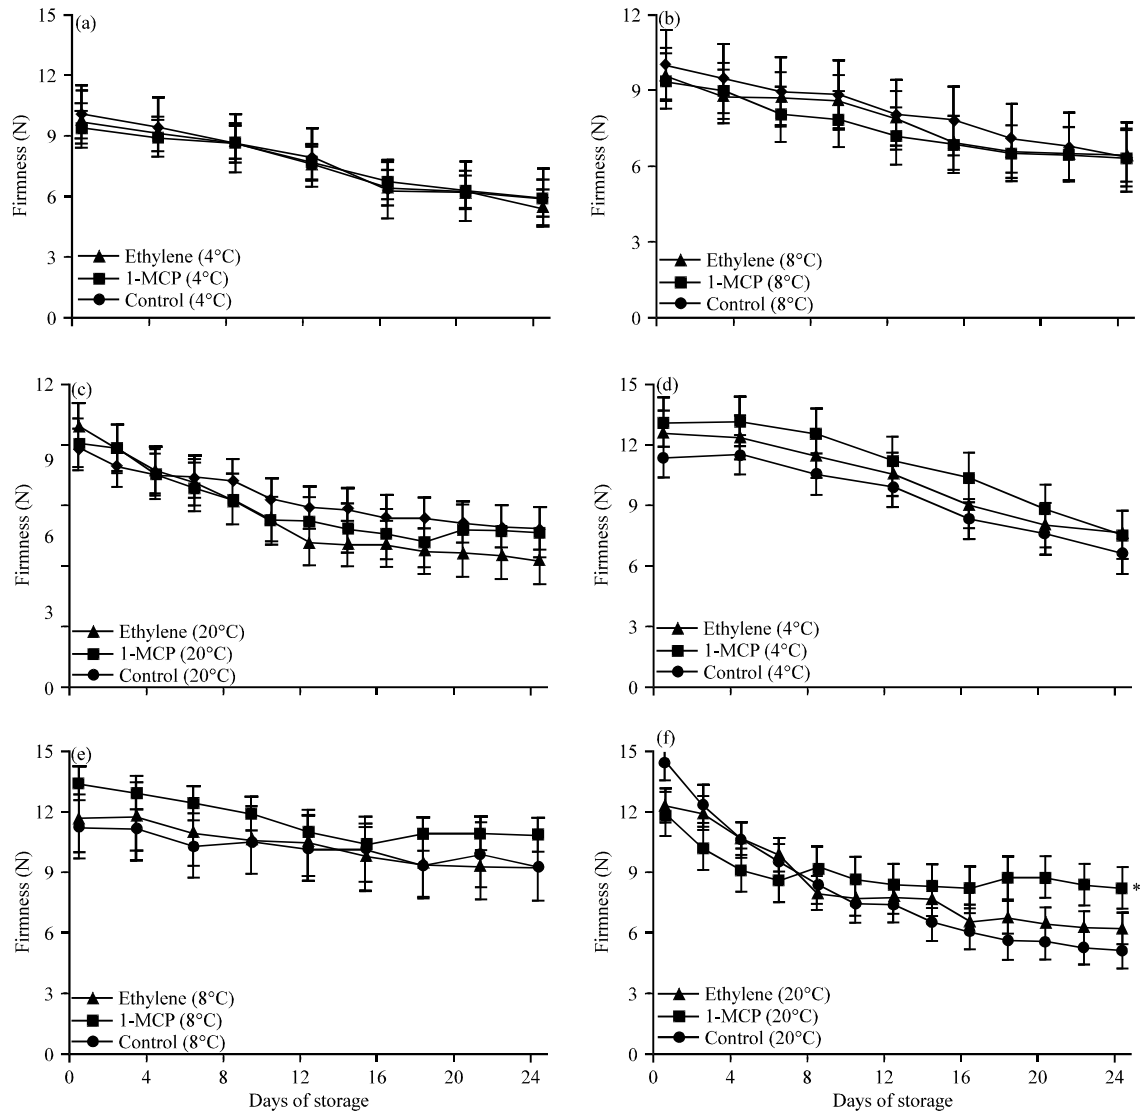 (a)
15
12
9
6
3
0
Firmness (N)
Ethylene (4°C)
1-MCP (4°C)
Control (4°C)
(b)
12
9
6
3
0
Firmness (N)
Ethylene (8°C)
1-MCP (8°C)
Control (8°C)
(c)
12
9
6
3
0
Firmness (N)
Ethylene (20°C)
1-MCP (20°C)
Control (20°C)
(d)
15
12
9
6
3
0
Firmness (N)
Ethylene (4°C)
1-MCP (4°C)
Control (4°C)
(e)
15
12
9
6
3
0
Firmness (N)
Ethylene (8°C)
1-MCP (8°C)
Control (8°C)
0 4 8 12 16 20 24
Days of storage
(f)
15
12
9
6
3
0
Firmness (N)
*
Ethylene (20°C)
1-MCP (20°C)
Control (20°C)
0 4 8 12 16 20 24
Days of storage